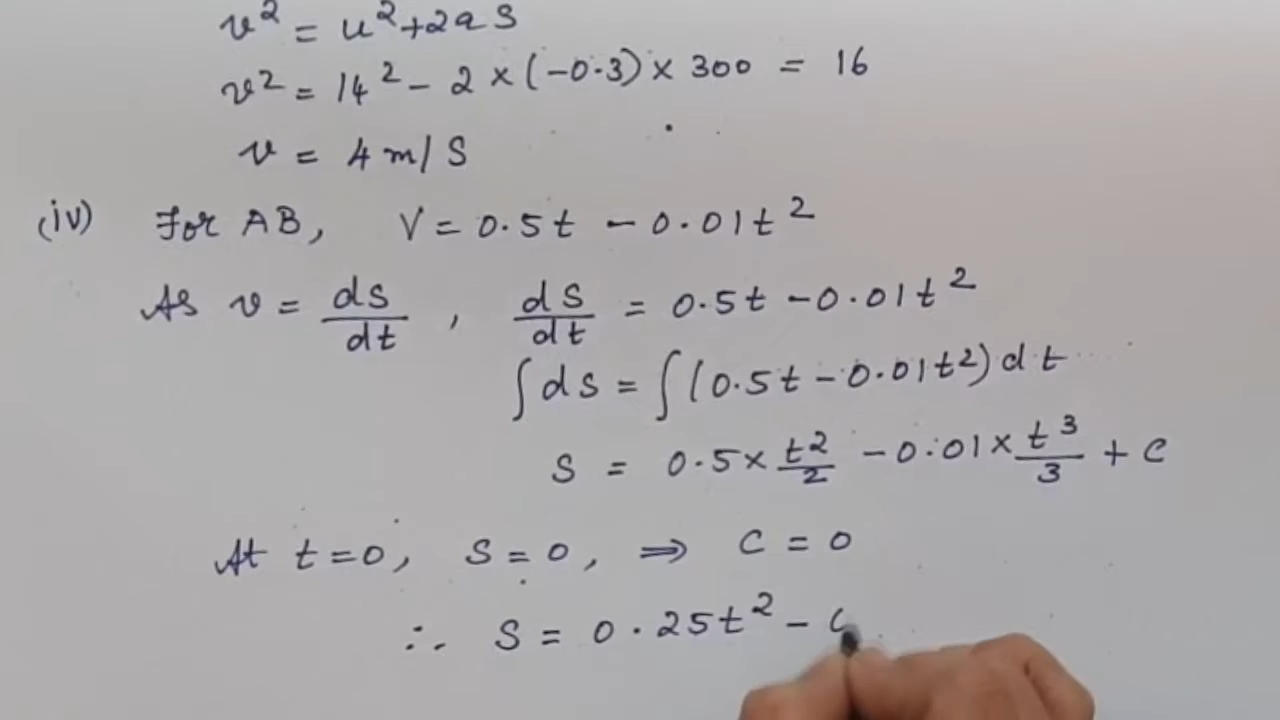 v² = u² + 2as
v² = 14² - 2 × (-0.3) × 300 = 16
v = 4 m/s
(iv) For AB, V = 0.5t - 0.01t²
As v = ds/dt , ds/dt = 0.5t - 0.01t²
∫ds = ∫(0.5t - 0.01t²) dt
s = 0.5 × t²/2 - 0.01 × t³/3 + c
At t = 0, s = 0, ⇒ c = 0
∴ s = 0.25t² -